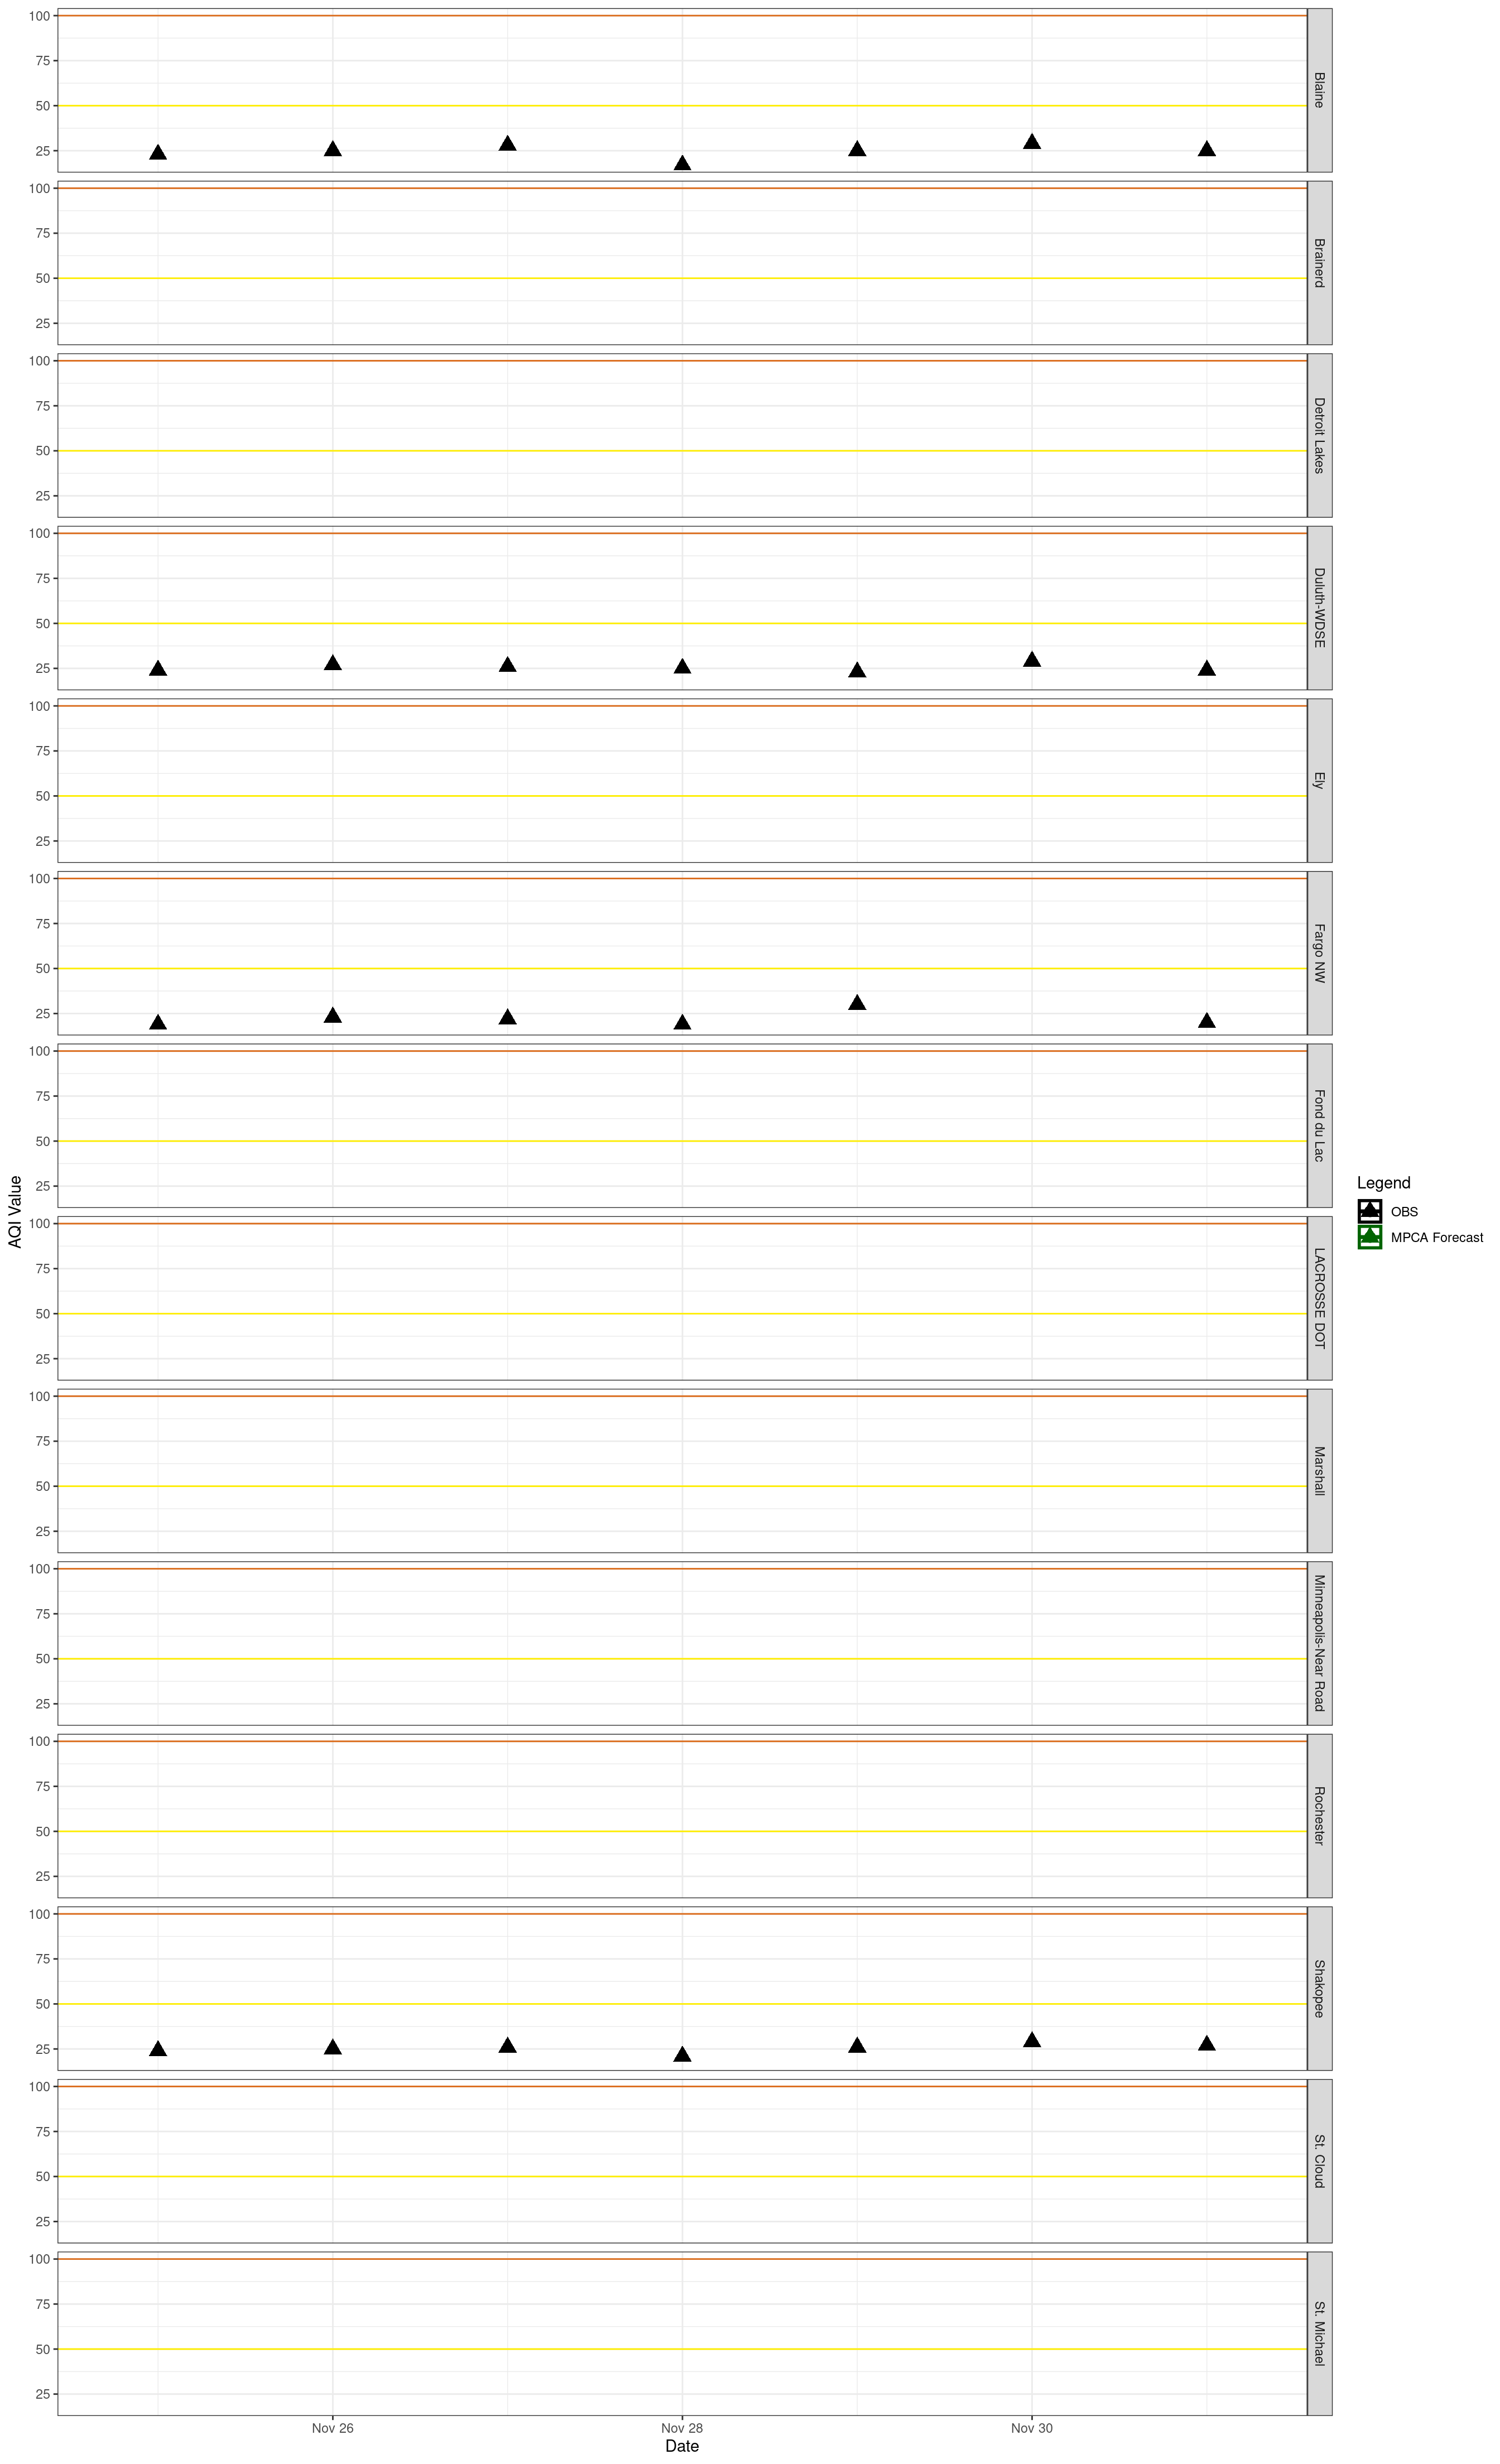 100
75
50
25
Blaine
100
75
50
25
Brainerd
100
75
50
25
Detroit Lakes
100
75
50
25
Duluth-WDSE
100
75
50
25
Ely
100
75
50
25
Fargo NW
100
75
50
25
Fond du Lac
100
75
50
25
LACROSSE DOT
100
75
50
25
Marshall
100
75
50
25
Minneapolis-Near Road
100
75
50
25
Rochester
100
75
50
25
Shakopee
100
75
50
25
St. Cloud
100
75
50
25
St. Michael
Nov 26
Nov 28
Nov 30
Date
AQI Value
Legend
OBS
MPCA Forecast